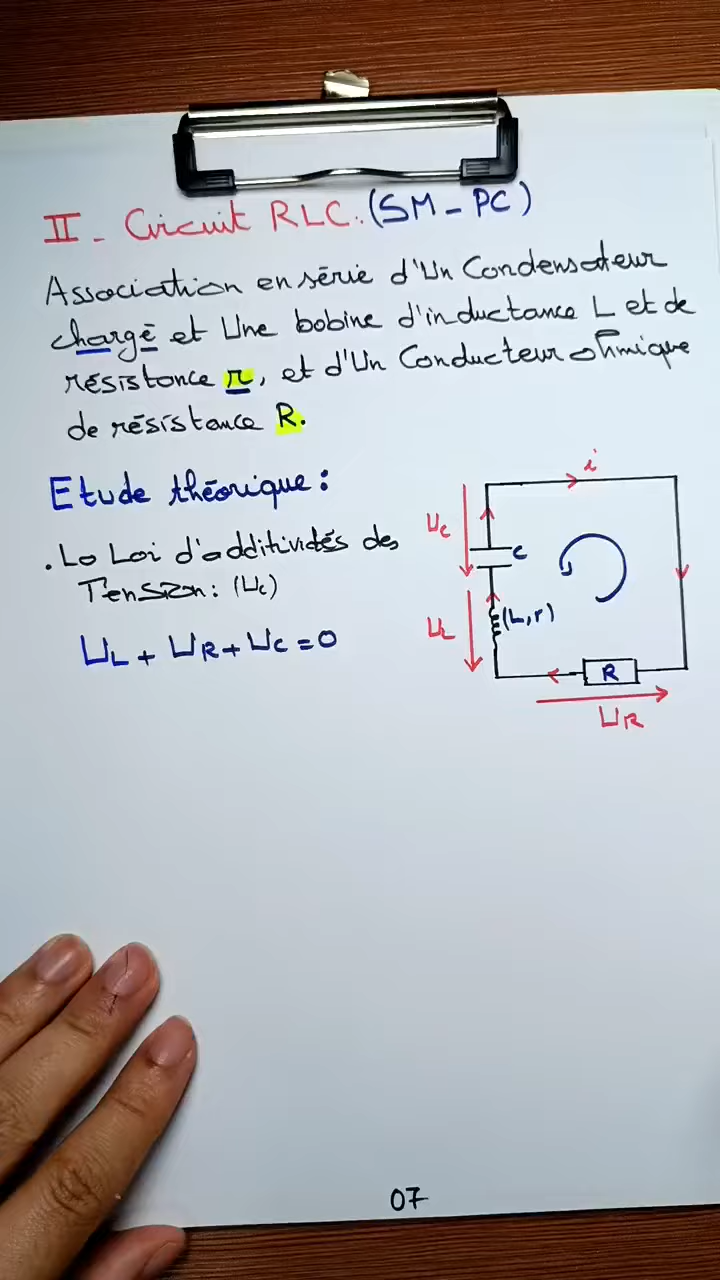 II - Circuit RLC. (SM - PC)
Association en série d'Un Condensateur
chargé et Une bobine d'inductance L et de
résistance r, et d'Un Conducteur ohmique
de résistance R.
Etude théorique :
. La Loi d'additivités des
Tension : (Uc)
UL + UR + Uc = 0
i
Uc
C
UL
(L, r)
R
UR
07